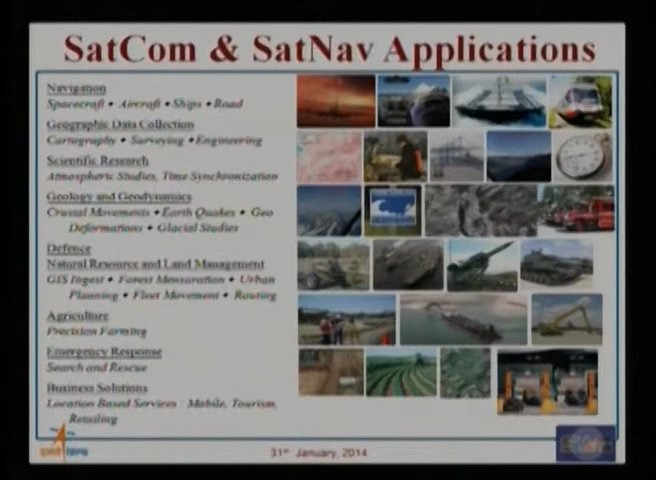 SatCom & SatNav Applications
Navigation
Spacecraft • Aircraft • Ships • Road
Geographic Data Collection
Cartography • Surveying • Engineering
Scientific Research
Atmospheric Studies, Time Synchronization
Geology and Geodynamics
Crustal Movements • Earth Quakes • Geo
Deformations • Glacial Studies
Defence
Natural Resource and Land Management
GIS Ingest • Forest Mensuration • Urban
Planning • Fleet Movement • Routing
Agriculture
Precision Farming
Emergency Response
Search and Rescue
Business Solutions
Location Based Services : Mobile, Tourism,
Retailing
31st January, 2014